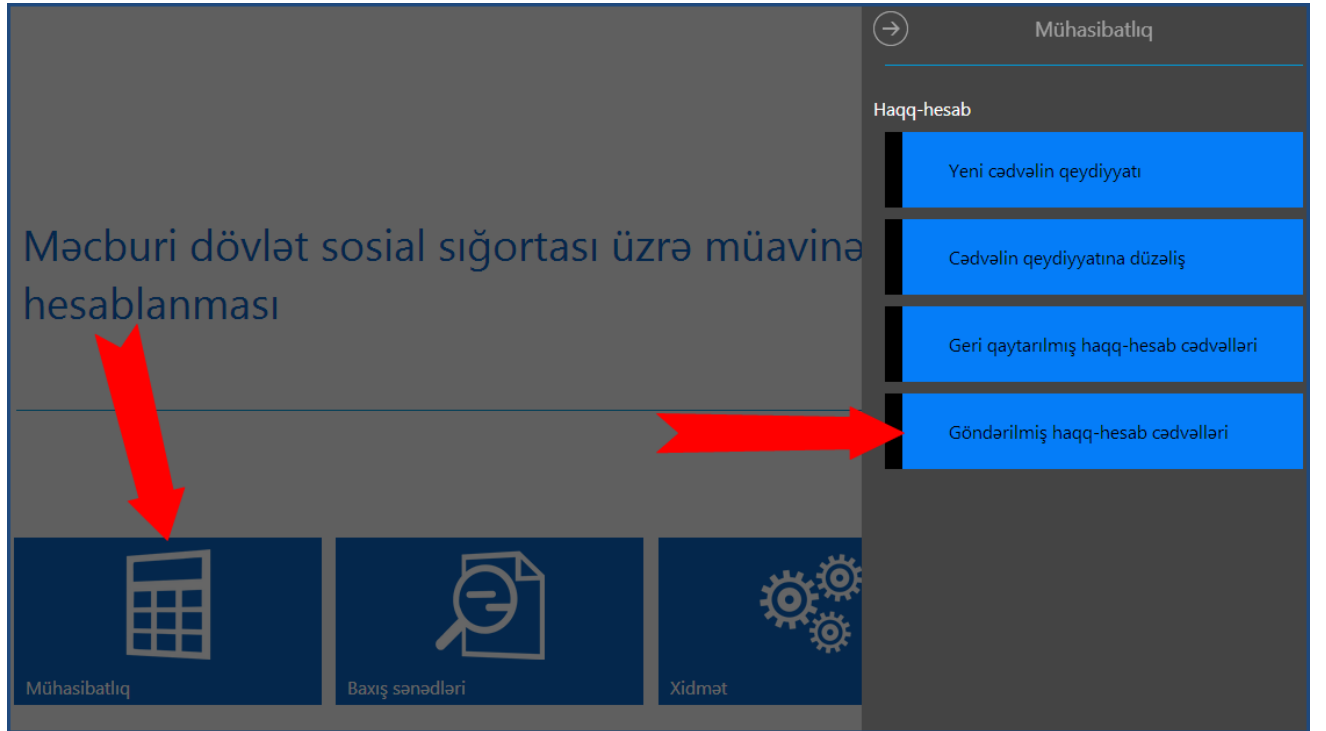 Mühasibatlıq
Haqq-hesab
Yeni cədvəlin qeydiyyatı
Cədvəlin qeydiyyatına düzəliş
Geri qaytarılmış haqq-hesab cədvəlləri
Göndərilmiş haqq-hesab cədvəlləri
Məcburi dövlət sosial sığortası üzrə müavinə
hesablanması
Mühasibatlıq
Baxış sənədləri
Xidmət